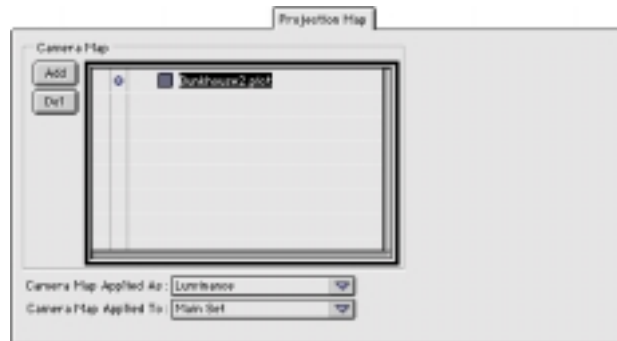 Projection Map
Camera Map
Add
Del
Bunkhouse2.pict
Camera Map Applied As: Luminance
Camera Map Applied To: Main Set